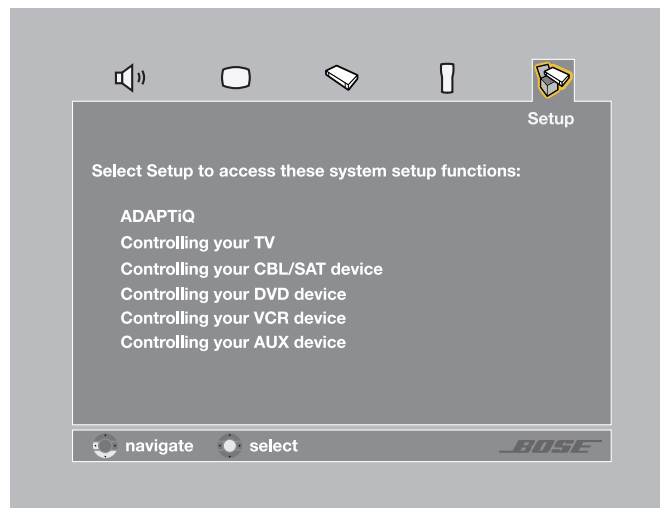 Setup
Select Setup to access these system setup functions:
ADAPTiQ
Controlling your TV
Controlling your CBL/SAT device
Controlling your DVD device
Controlling your VCR device
Controlling your AUX device
navigate select BOSE